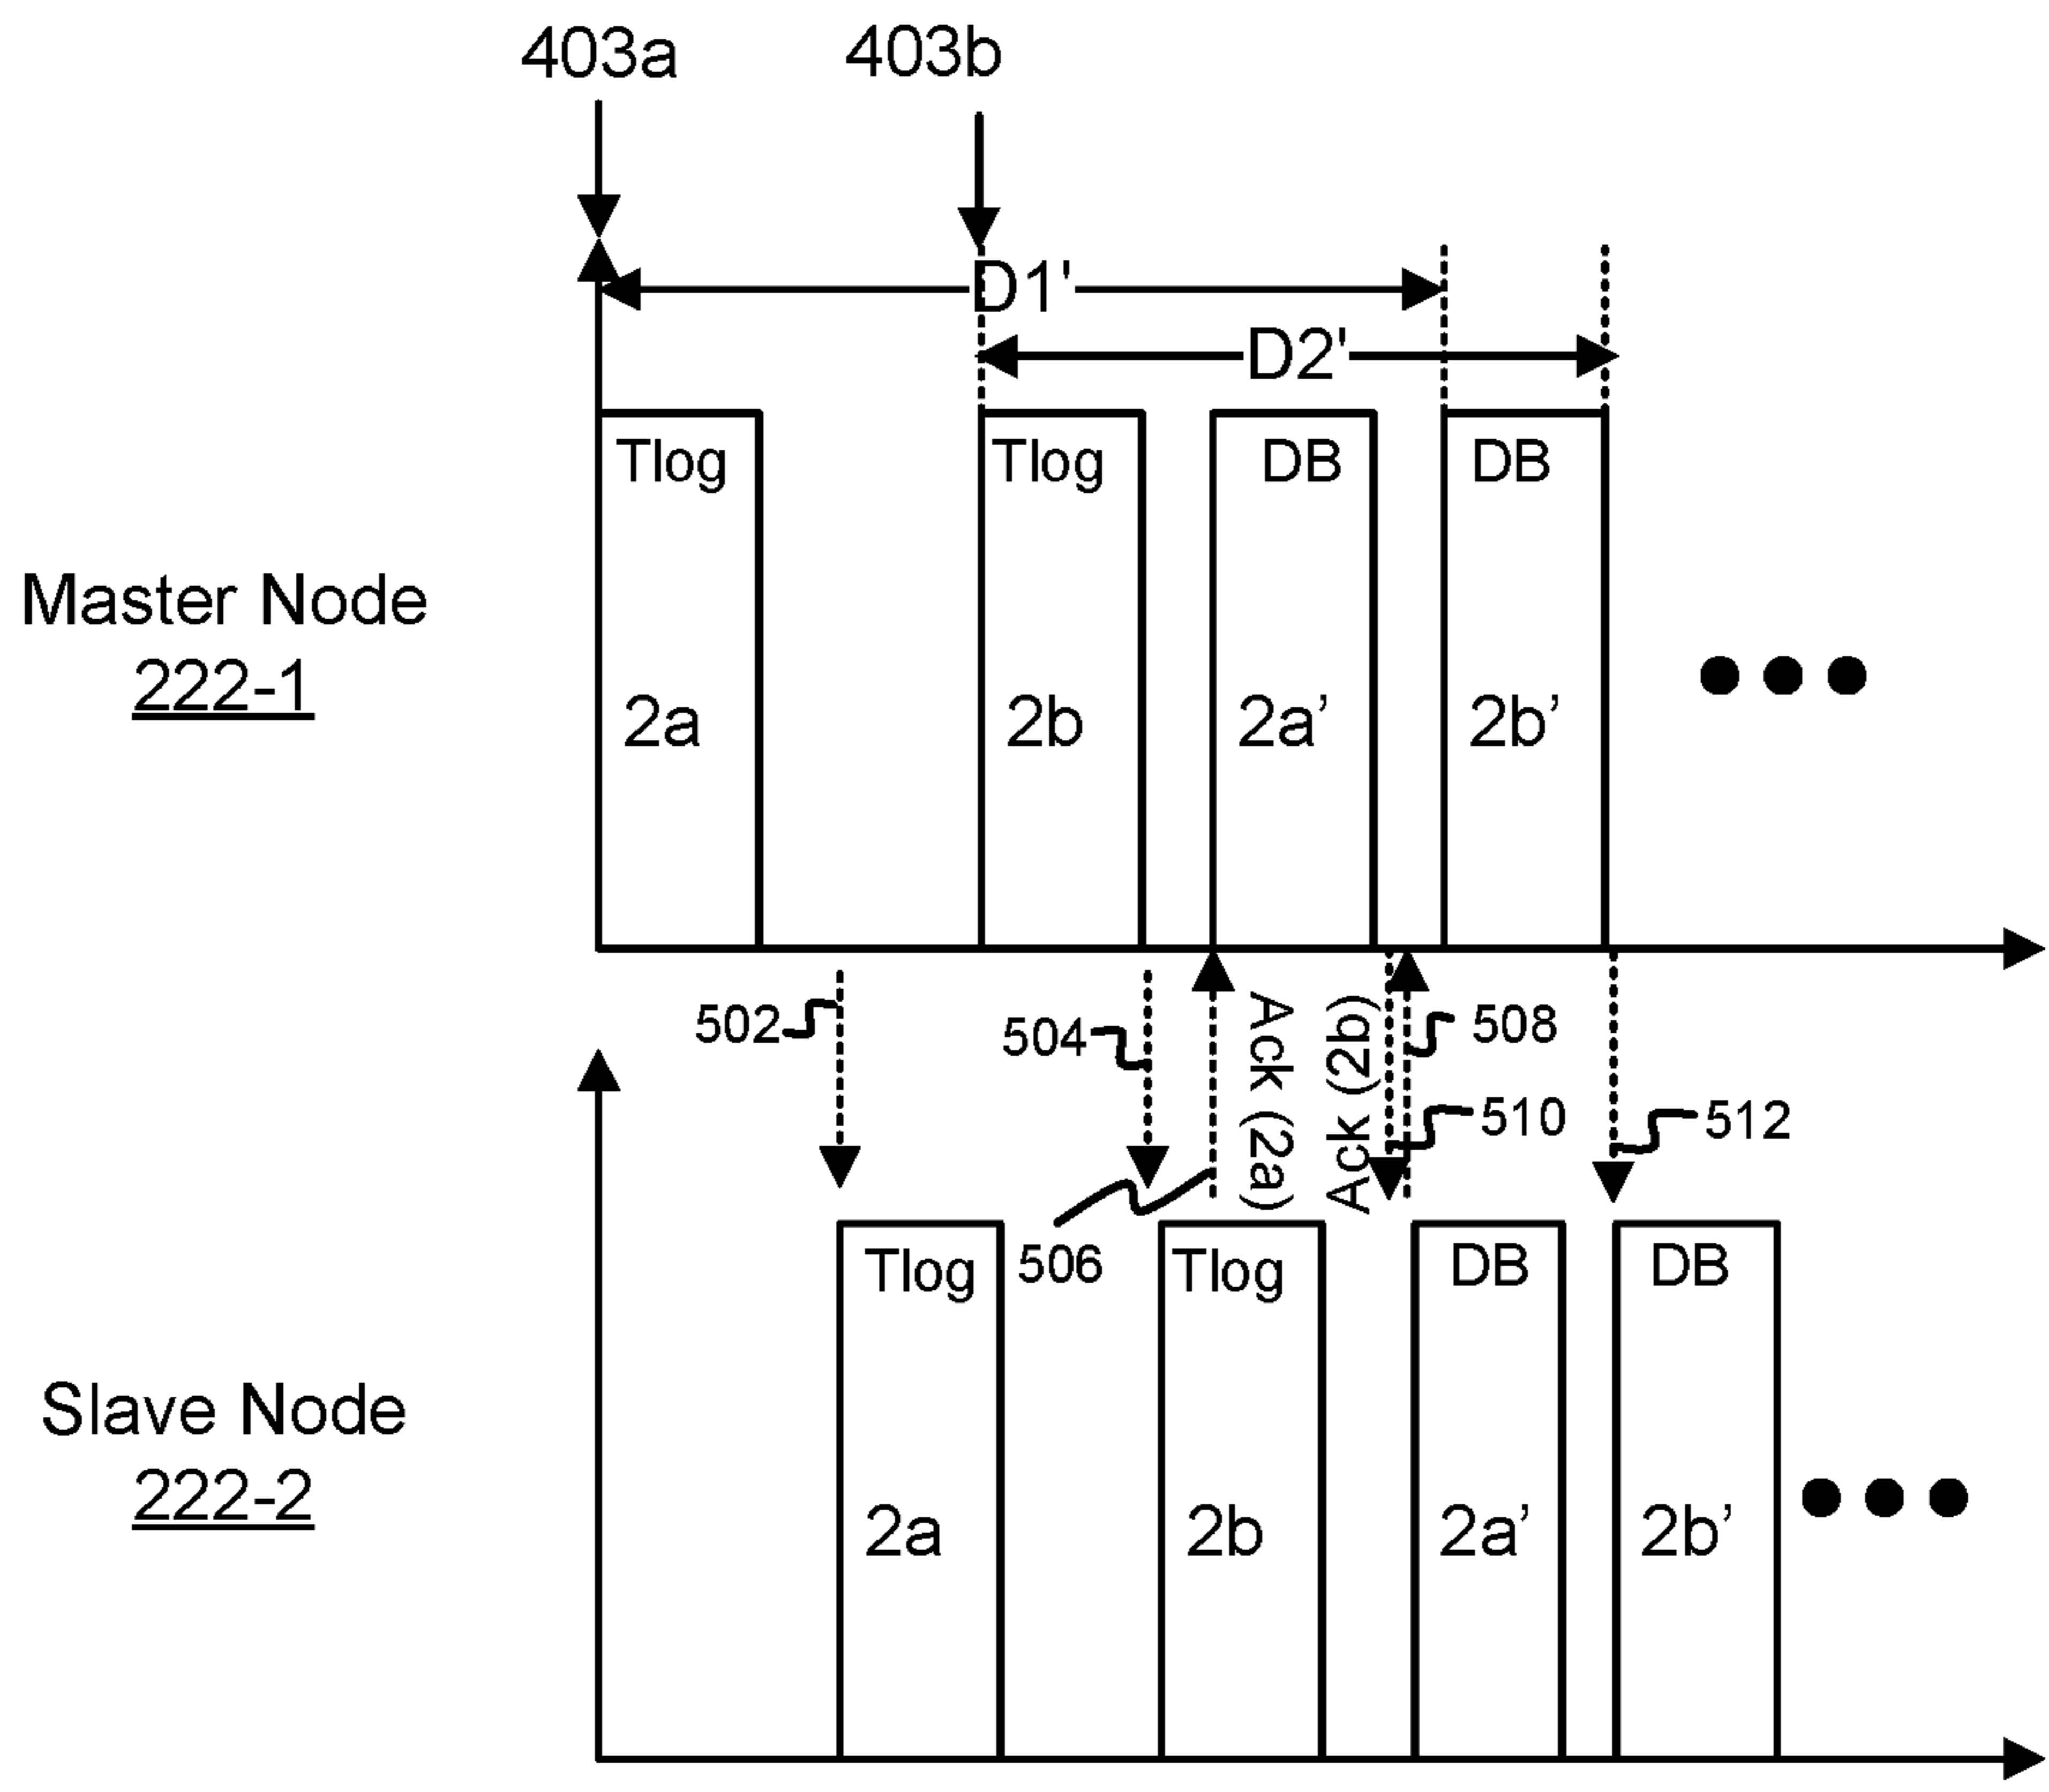 403a 403b
D1'
D2'
Tlog Tlog DB DB
Master Node
222-1
2a 2b 2a’ 2b’
502 504 Ack (2a) Ack (2b) 508
510 512
506
Tlog Tlog DB DB
Slave Node
222-2
2a 2b 2a’ 2b’